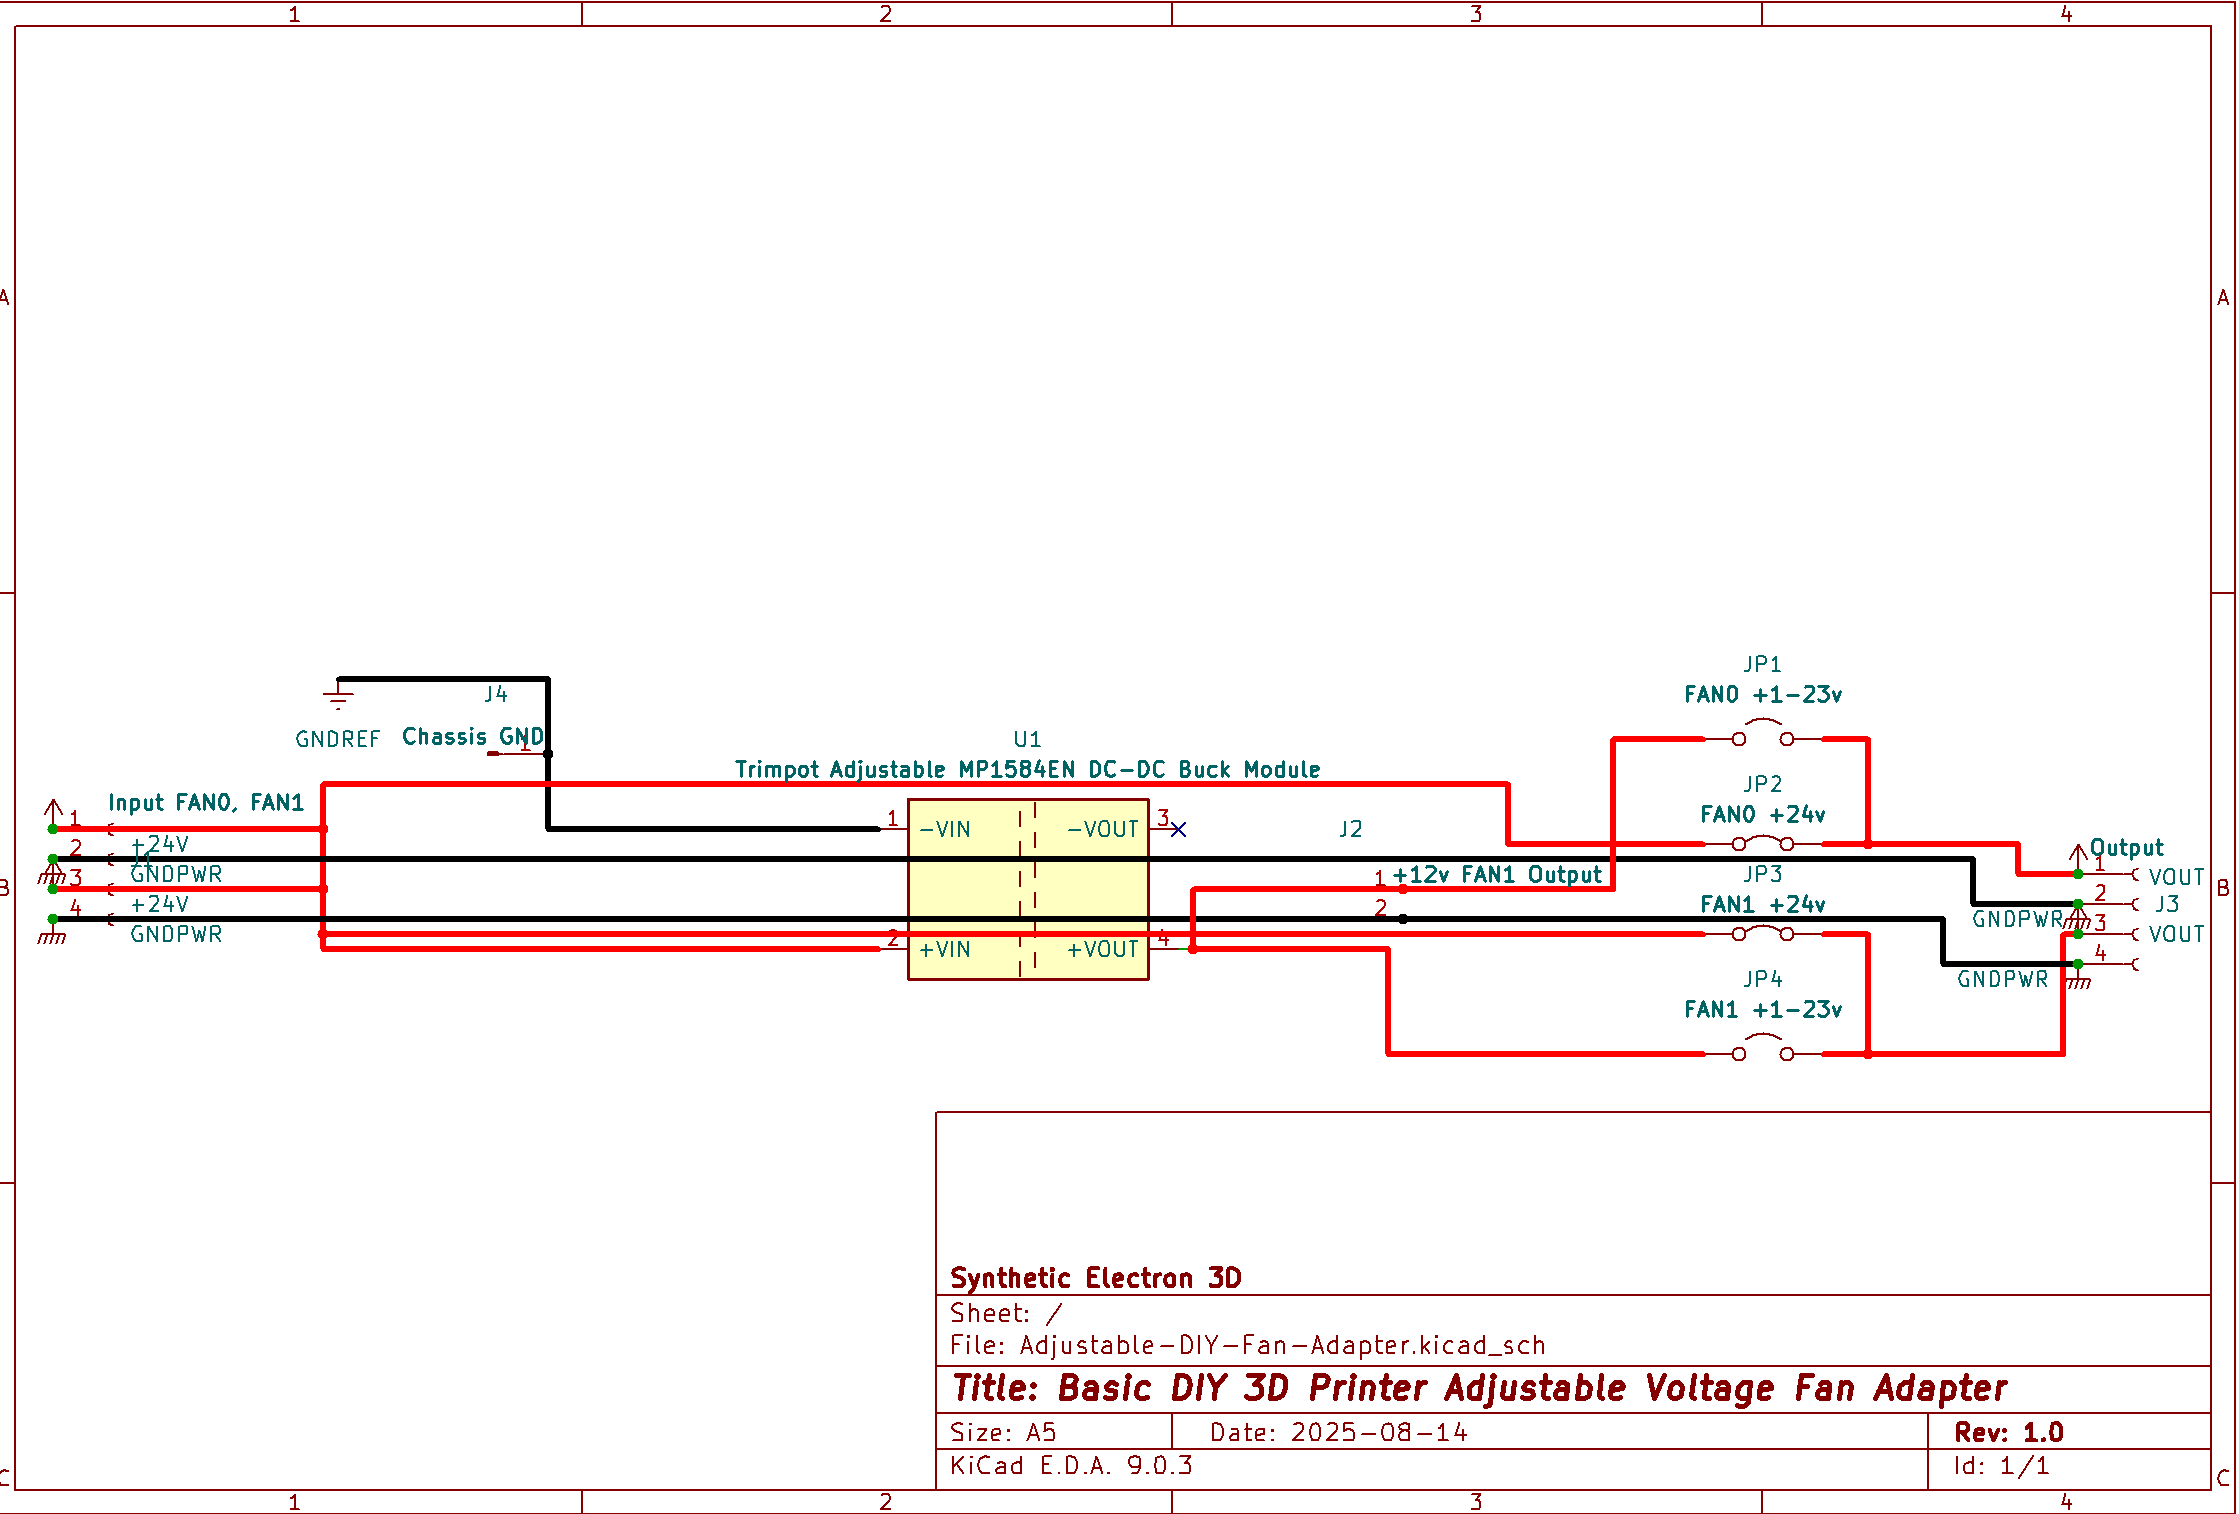 1 2 3 4
A A
JP1
FAN0 +1-23v
J4
GNDREF
Chassis GND
1
U1
Trimpot Adjustable MP1584EN DC-DC Buck Module
JP2
FAN0 +24v
Input FAN0, FAN1
1
+24V
2
J1
GNDPWR
3
+24V
4
GNDPWR
1 -VIN
-VOUT 3
2 +VIN
+VOUT 4
J2
1 +12v FAN1 Output
2
JP3
FAN1 +24v
JP4
FAN1 +1-23v
Output
1 VOUT
2 J3
GNDPWR
3 VOUT
4
GNDPWR
B B
Synthetic Electron 3D
Sheet: /
File: Adjustable-DIY-Fan-Adapter.kicad_sch
Title: Basic DIY 3D Printer Adjustable Voltage Fan Adapter
Size: A5 Date: 2025-08-14 Rev: 1.0
KiCad E.D.A. 9.0.3 Id: 1/1
C C
1 2 3 4